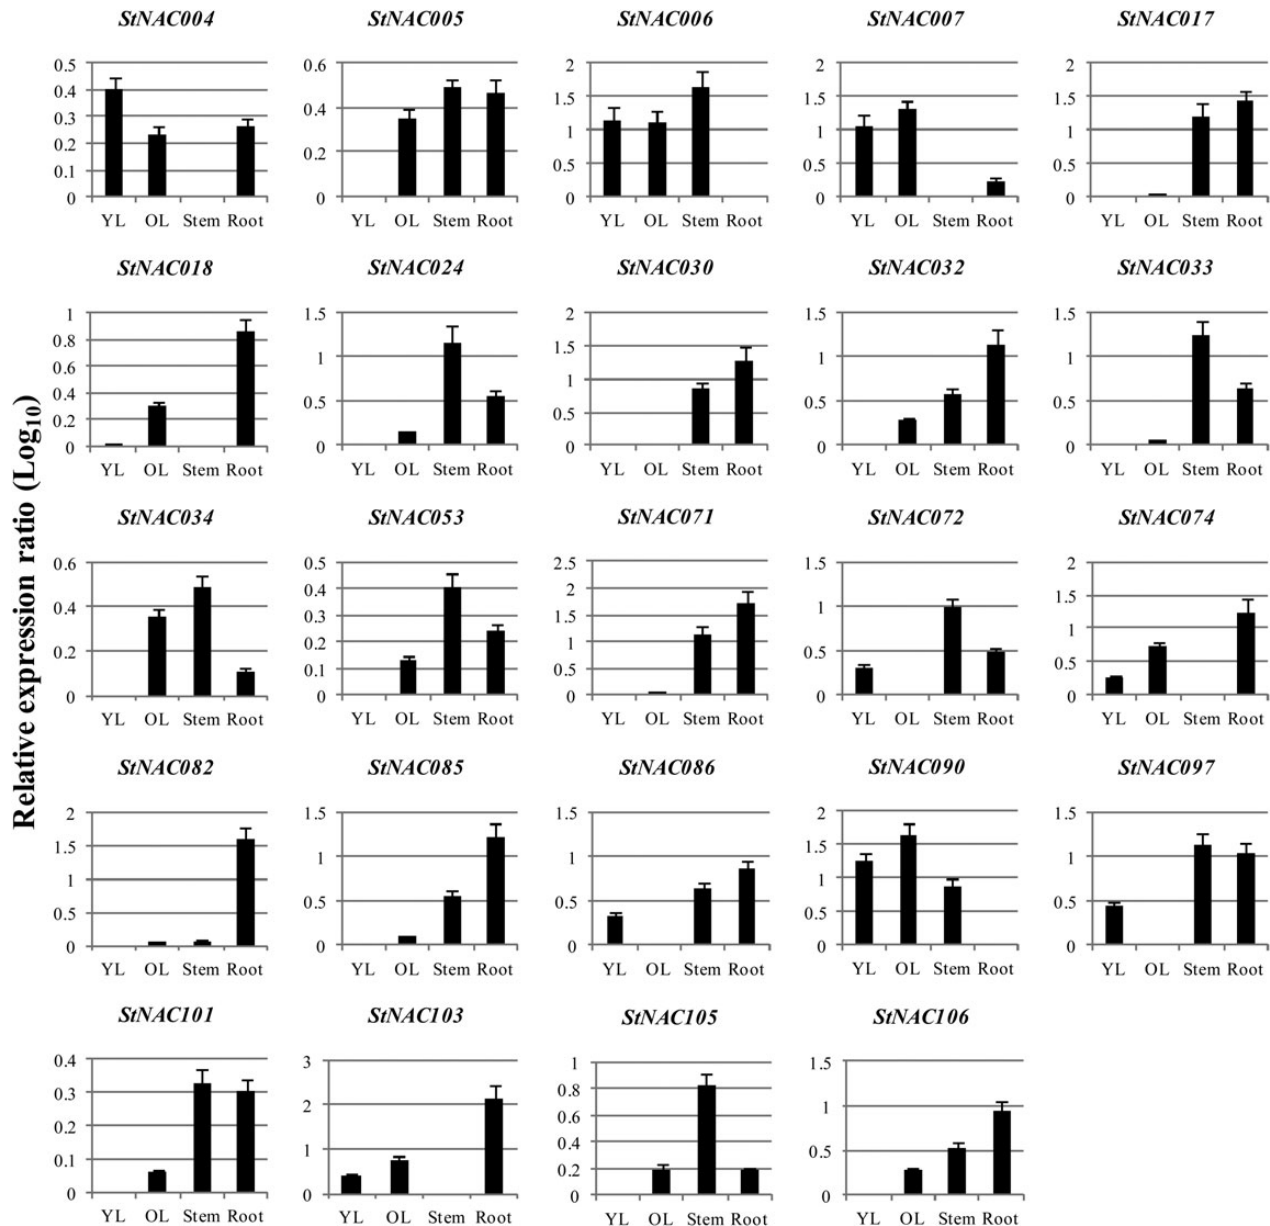 StNAC004 StNAC005 StNAC006 StNAC007 StNAC017
0.5 0.6 2 2 2
0.4 1.5 1.5 1.5
0.3 0.4 1 1 1
0.2 0.2 0.5 0.5 0.5
0.1
0 0 0 0 0
YL OL Stem Root YL OL Stem Root YL OL Stem Root YL OL Stem Root YL OL Stem Root
StNAC018 StNAC024 StNAC030 StNAC032 StNAC033
1 1.5 2 1.5 1.5
0.8 1 1.5 1 1
0.6 1
0.4 0.5 0.5 0.5 0.5
0.2
0 0 0 0 0
YL OL Stem Root YL OL Stem Root YL OL Stem Root YL OL Stem Root YL OL Stem Root
Relative expression ratio (Log10)
StNAC034 StNAC053 StNAC071 StNAC072 StNAC074
0.6 0.5 2.5 1.5 2
0.4 0.4 2 1 1.5
0.3 1.5 1
0.2 0.2 1 0.5 0.5
0.1 0.5
0 0 0 0 0
YL OL Stem Root YL OL Stem Root YL OL Stem Root YL OL Stem Root YL OL Stem Root
StNAC082 StNAC085 StNAC086 StNAC090 StNAC097
2 1.5 1.5 2 1.5
1.5 1 1 1.5 1
1 1
0.5 0.5 0.5 0.5 0.5
0 0 0 0 0
YL OL Stem Root YL OL Stem Root YL OL Stem Root YL OL Stem Root YL OL Stem Root
StNAC101 StNAC103 StNAC105 StNAC106
0.4 3 1 1.5
0.3 2 0.8 1
0.2 0.6
0.1 1 0.4 0.5
0.2
0 0 0 0
YL OL Stem Root YL OL Stem Root YL OL Stem Root YL OL Stem Root